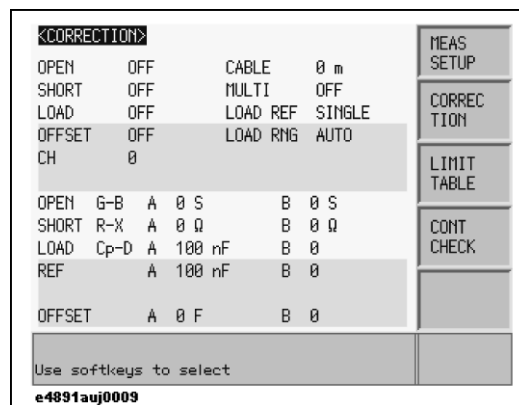 <CORRECTION>
OPEN OFF CABLE 0 m
SHORT OFF MULTI OFF
LOAD OFF LOAD REF SINGLE
OFFSET OFF LOAD RNG AUTO
CH 0
OPEN G-B A 0 S B 0 S
SHORT R-X A 0 Ω B 0 Ω
LOAD Cp-D A 100 nF B 0
REF A 100 nF B 0
OFFSET A 0 F B 0
MEAS
SETUP
CORREC
TION
LIMIT
TABLE
CONT
CHECK
Use softkeys to select
e4891auj0009